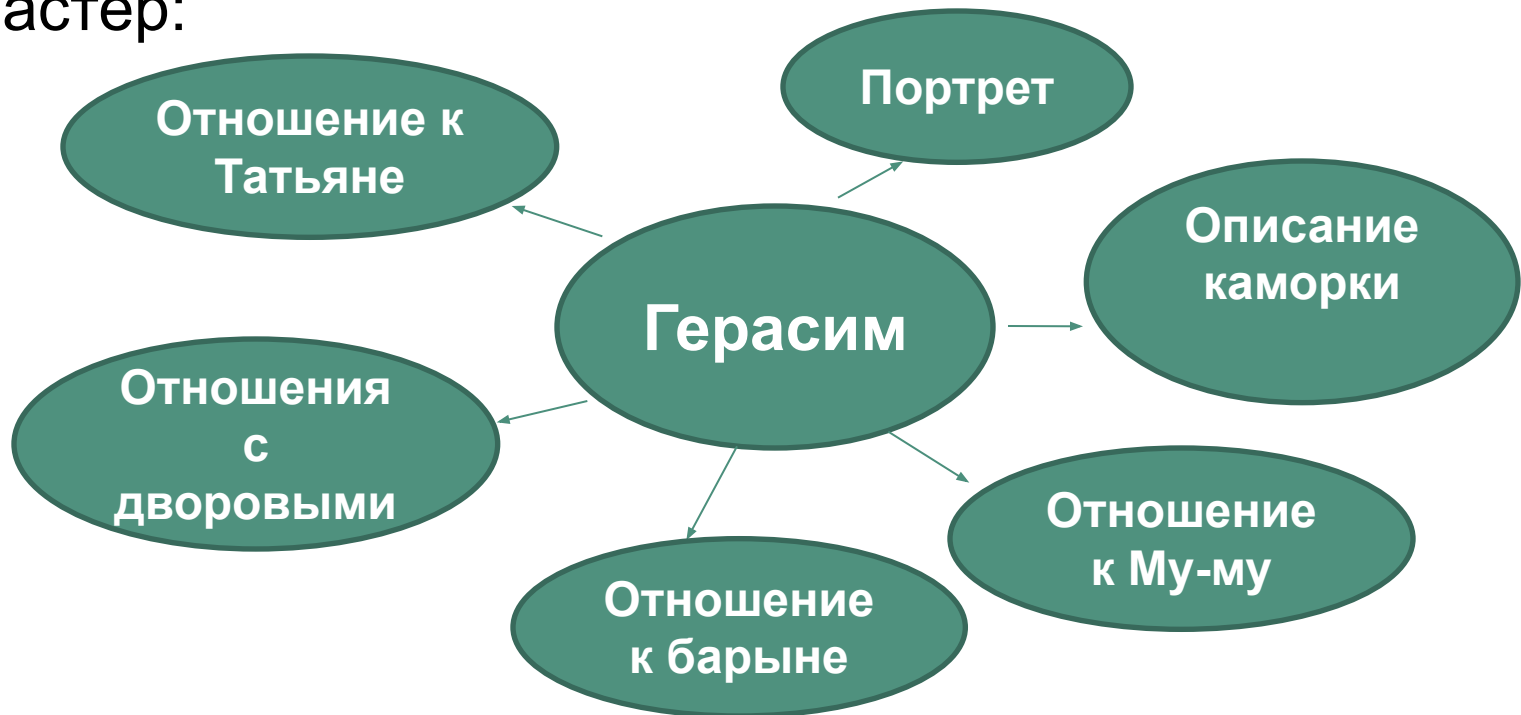 астер:
Портрет
Отношение к
Татьяне
Описание
каморки
Герасим
Отношения
с
дворовыми
Отношение
к Му-му
Отношение
к барыне